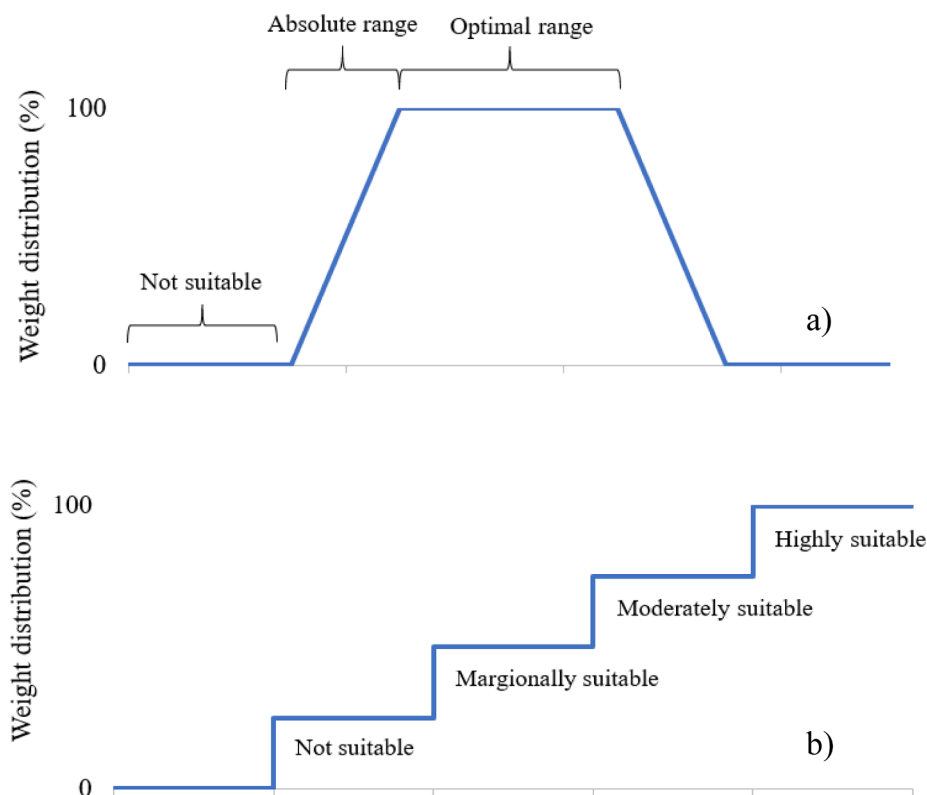 Absolute range
Optimal range
Weight distribution (%)
100
Not suitable
a)
0
Weight distribution (%)
100
Highly suitable
Moderately suitable
Margionally suitable
Not suitable
b)
0